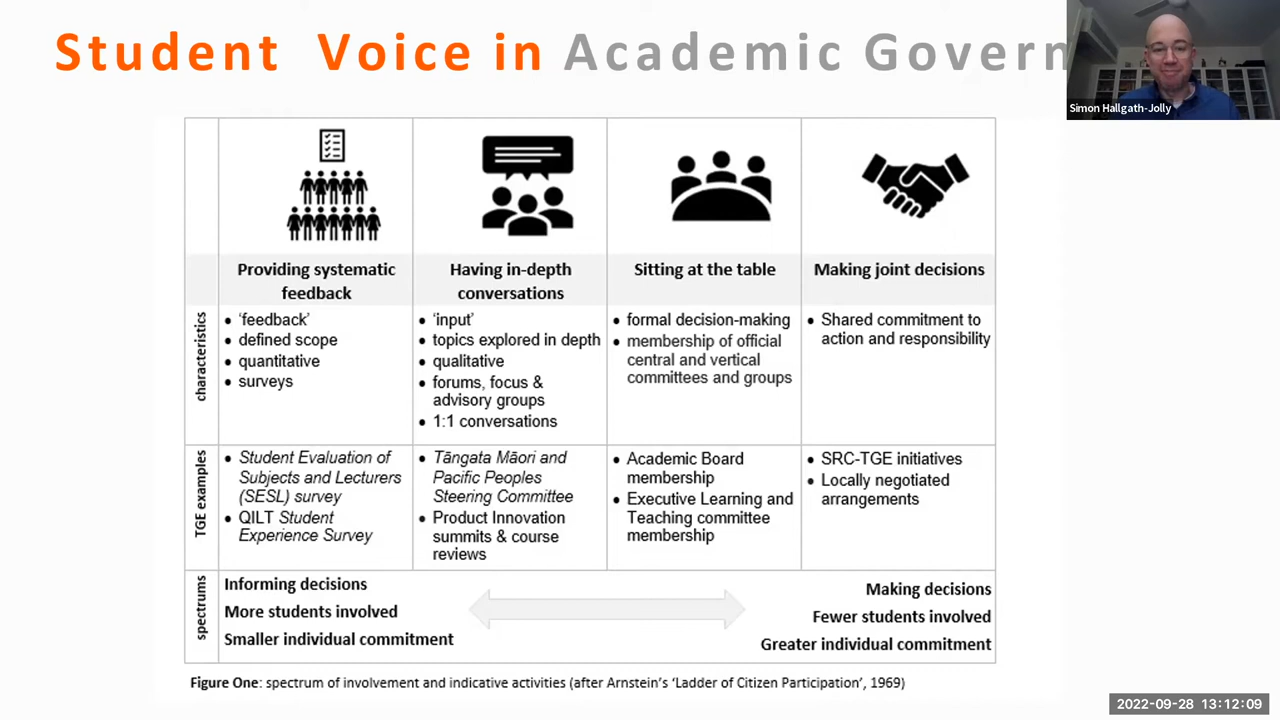 Student Voice in Academic Govern
Simon Hallgath-Jolly
Providing systematic
feedback
Having in-depth
conversations
Sitting at the table
Making joint decisions
characteristics
• ‘feedback’
• defined scope
• quantitative
• surveys
• ‘input’
• topics explored in depth
• qualitative
• forums, focus &
advisory groups
• 1:1 conversations
• formal decision-making
• membership of official
central and vertical
committees and groups
• Shared commitment to
action and responsibility
TGE examples
• Student Evaluation of
Subjects and Lecturers
(SESL) survey
• QILT Student
Experience Survey
• Tāngata Māori and
Pacific Peoples
Steering Committee
• Product Innovation
summits & course
reviews
• Academic Board
membership
• Executive Learning and
Teaching committee
membership
• SRC-TGE initiatives
• Locally negotiated
arrangements
spectrums
Informing decisions
More students involved
Smaller individual commitment
Making decisions
Fewer students involved
Greater individual commitment
Figure One: spectrum of involvement and indicative activities (after Arnstein’s ‘Ladder of Citizen Participation’, 1969)
2022-09-28 13:12:09